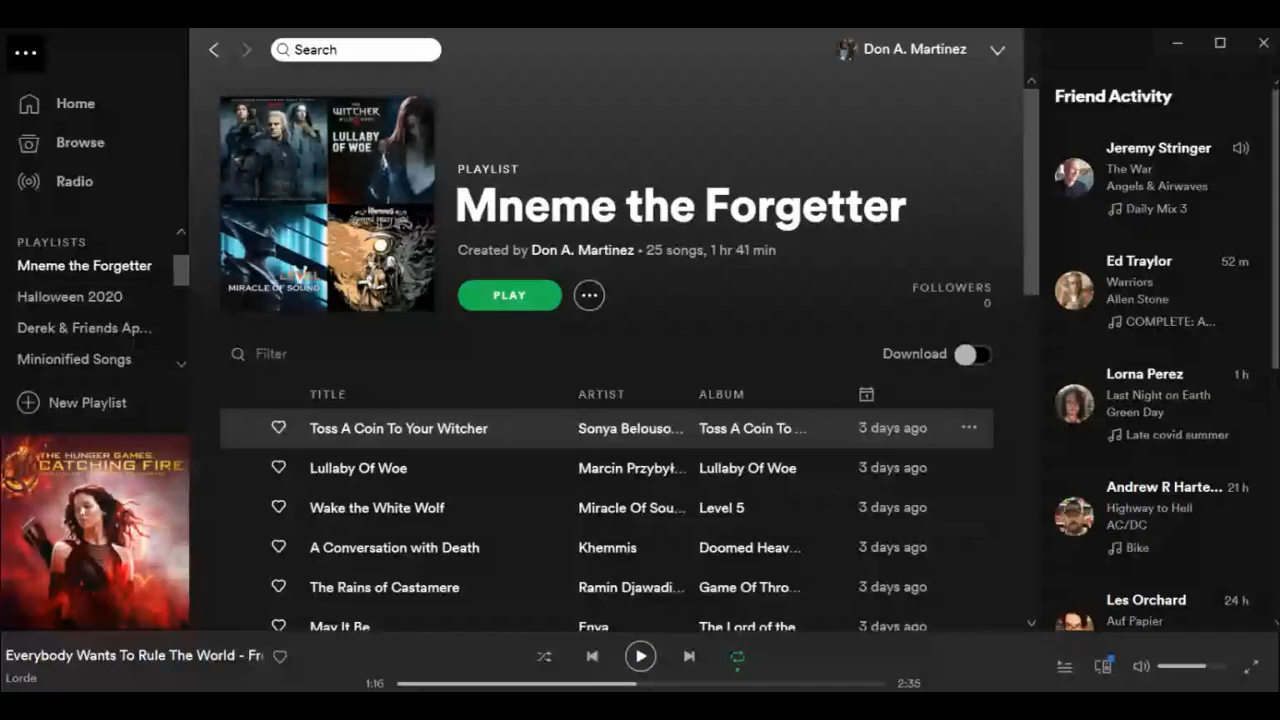 Search
Don A. Martinez
Home
Browse
Radio
PLAYLISTS
Mneme the Forgetter
Halloween 2020
Derek & Friends Ap...
Minionified Songs
New Playlist
THE HUNGER GAMES
CATCHING FIRE
THE WITCHER
LULLABY
OF WOE
LEVEL
MIRACLE OF SOUND
PLAYLIST
Mneme the Forgetter
Created by Don A. Martinez • 25 songs, 1 hr 41 min
PLAY
FOLLOWERS
0
Filter
Download
TITLE ARTIST ALBUM
Toss A Coin To Your Witcher Sonya Belouso... Toss A Coin To ... 3 days ago
Lullaby Of Woe Marcin Przybył... Lullaby Of Woe 3 days ago
Wake the White Wolf Miracle Of Sou... Level 5 3 days ago
A Conversation with Death Khemmis Doomed Heav... 3 days ago
The Rains of Castamere Ramin Djawadi... Game Of Thro... 3 days ago
May It Be Enya The Lord of the 3 days ago
Friend Activity
Jeremy Stringer
The War
Angels & Airwaves
Daily Mix 3
Ed Traylor 52 m
Warriors
Allen Stone
COMPLETE: A...
Lorna Perez 1 h
Last Night on Earth
Green Day
Late covid summer
Andrew R Harte... 21 h
Highway to Hell
AC/DC
Bike
Les Orchard 24 h
Auf Papier
Everybody Wants To Rule The World - Fr
Lorde
1:16 2:35